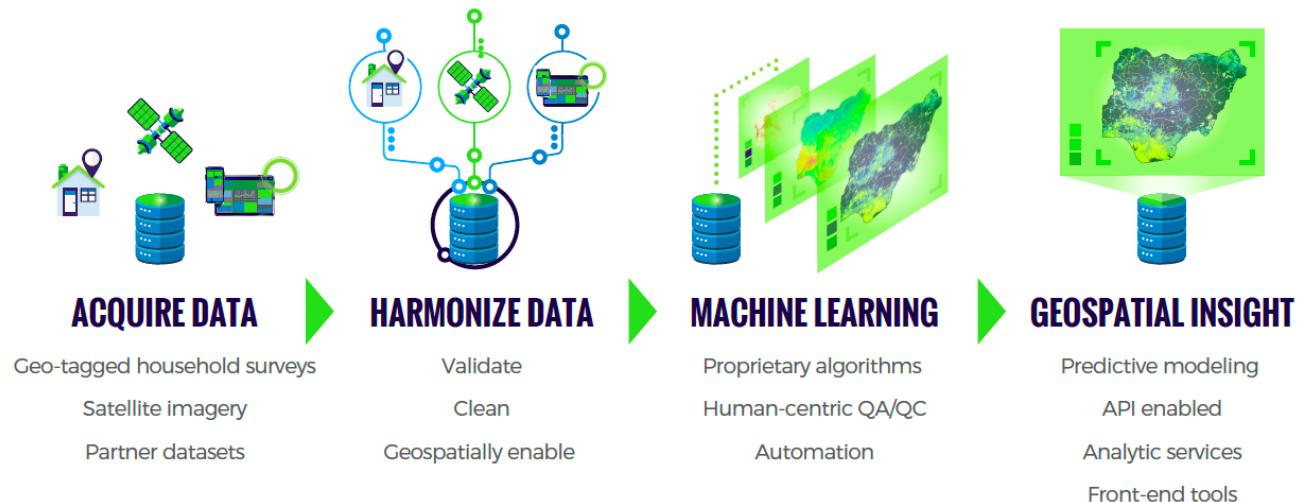 ACQUIRE DATA
Geo-tagged household surveys
Satellite imagery
Partner datasets
HARMONIZE DATA
Validate
Clean
Geospatially enable
MACHINE LEARNING
Proprietary algorithms
Human-centric QA/QC
Automation
GEOSPATIAL INSIGHT
Predictive modeling
API enabled
Analytic services
Front-end tools